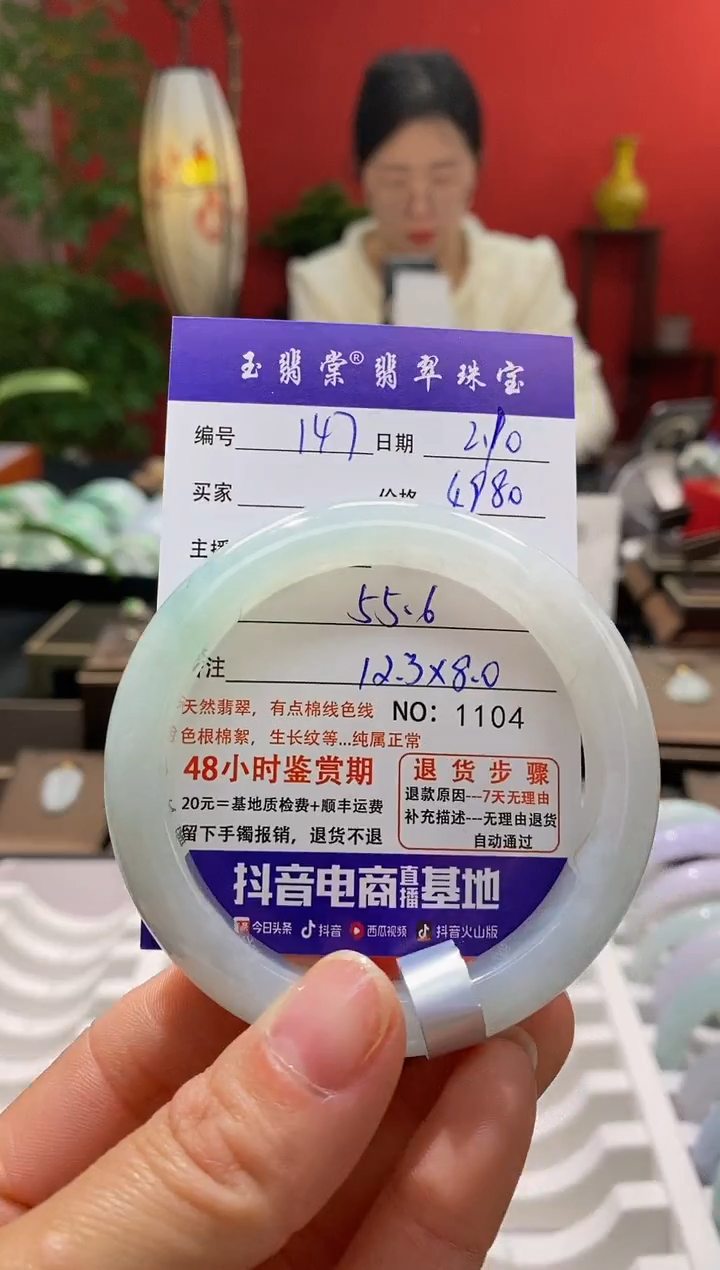 玉翡棠®翡翠珠宝
编号 147 日期 2.10
买家 价格 4980
主播
55.6
注 12.3×8.0
天然翡翠，有点棉线色线 NO：1104
色根棉絮，生长纹等...纯属正常
48小时鉴赏期
20元＝基地质检费+顺丰运费
留下手镯报销，退货不退
退货步骤
退款原因---7天无理由
补充描述---无理由退货
自动通过
抖音电商直播基地
今日头条 抖音 西瓜视频 抖音火山版